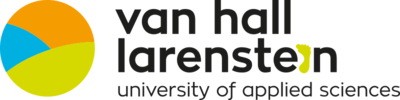 van hall
larenstein
university of applied sciences